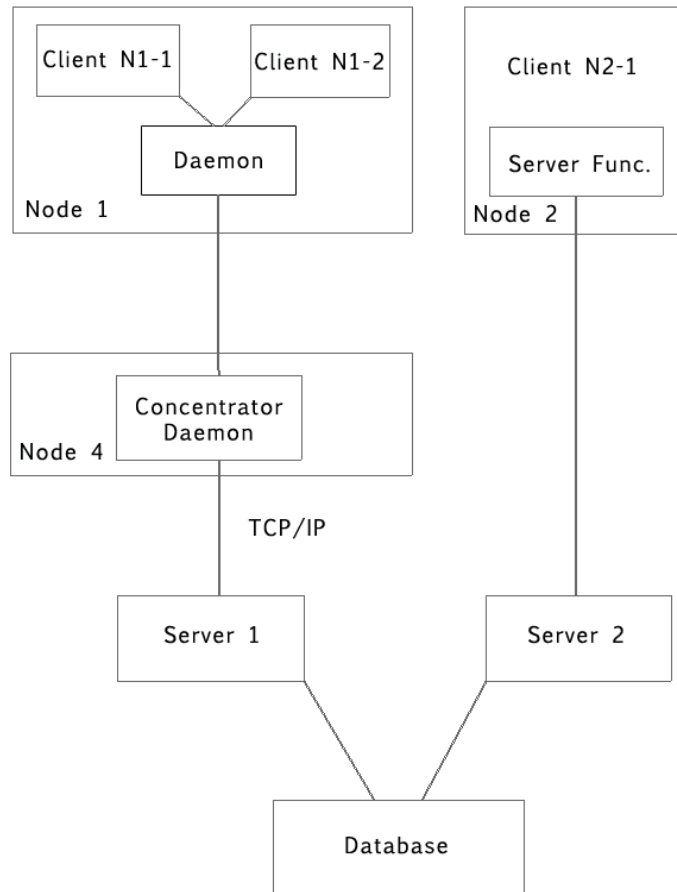 Client N1-1
Client N1-2
Client N2-1
Daemon
Server Func.
Node 1
Node 2
Concentrator
Daemon
Node 4
TCP/IP
Server 1
Server 2
Database